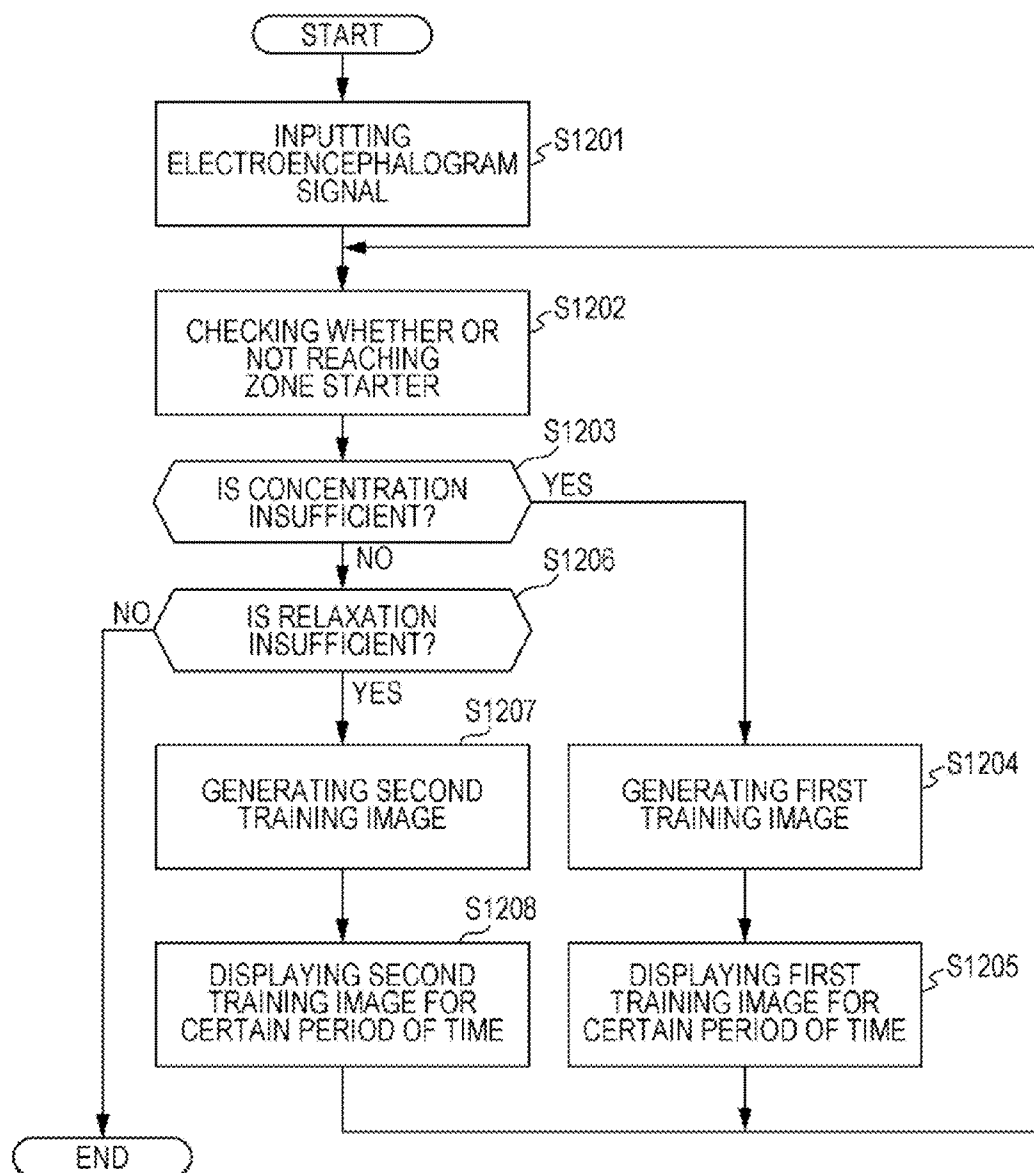 START
INPUTTING
ELECTROENCEPHALOGRAM
SIGNAL
S1201
CHECKING WHETHER OR
NOT REACHING
ZONE STARTER
S1202
S1203
IS CONCENTRATION
INSUFFICIENT?
YES
NO
S1206
NO
IS RELAXATION
INSUFFICIENT?
YES
S1207
GENERATING SECOND
TRAINING IMAGE
GENERATING FIRST
TRAINING IMAGE
S1204
S1208
DISPLAYING SECOND
TRAINING IMAGE FOR
CERTAIN PERIOD OF TIME
DISPLAYING FIRST
TRAINING IMAGE FOR
CERTAIN PERIOD OF TIME
S1205
END